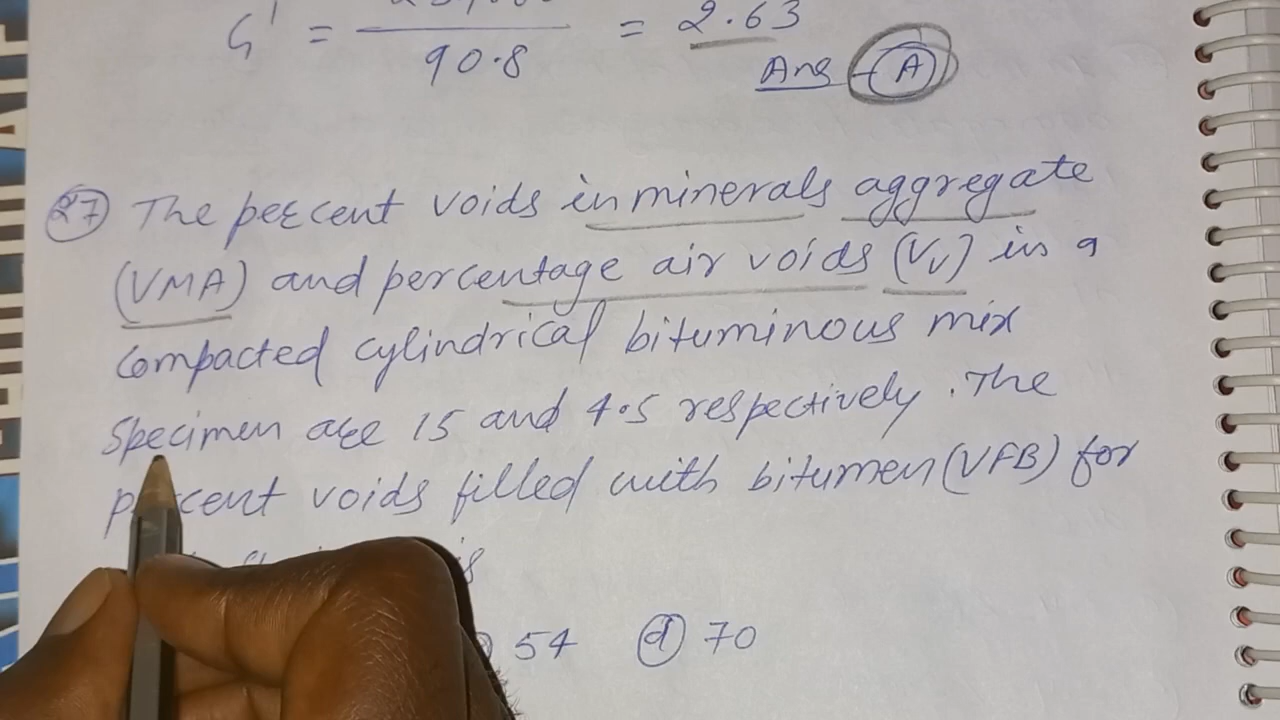 G' =
90.8
= 2.63
Ans - A
27 The percent voids in minerals aggregate
(VMA) and percentage air voids (Vv) in a
compacted cylindrical bituminous mix
specimen are 15 and 4.5 respectively. The
percent voids filled with bitumen (VFB) for
is
54 d 70